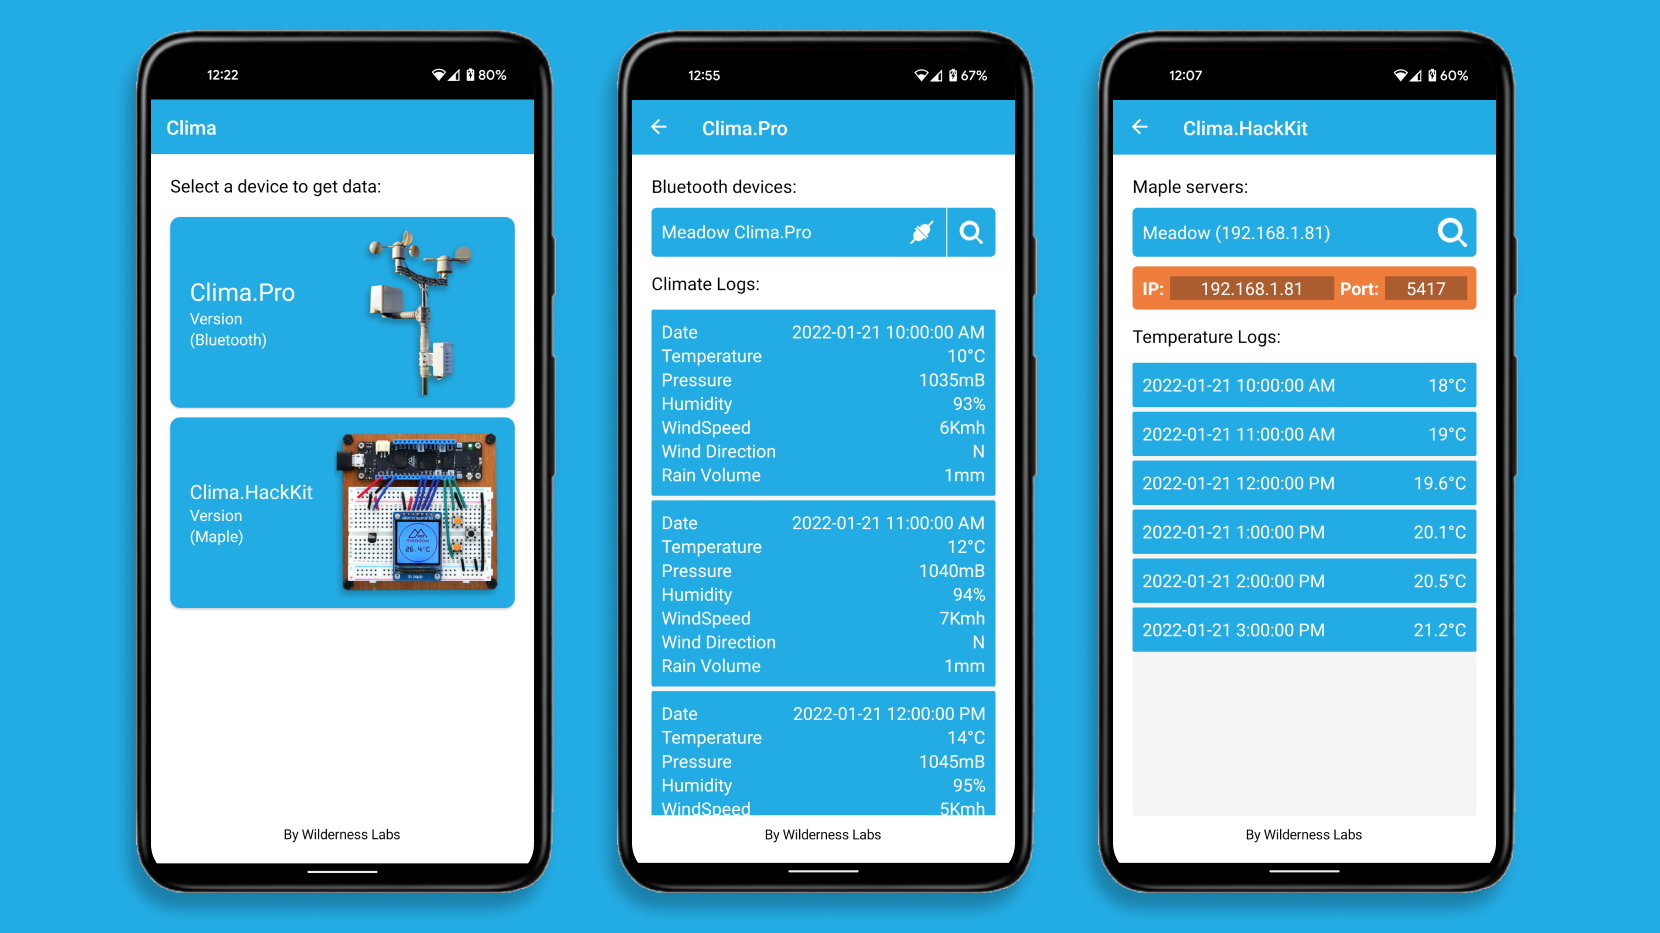 12:22
80%
Clima
Select a device to get data:
Clima.Pro
Version
(Bluetooth)
Clima.HackKit
Version
(Maple)
meadow
26.4°C
By Wilderness Labs
12:55
67%
Clima.Pro
Bluetooth devices:
Meadow Clima.Pro
Climate Logs:
Date 2022-01-21 10:00:00 AM
Temperature 10°C
Pressure 1035mB
Humidity 93%
WindSpeed 6Kmh
Wind Direction N
Rain Volume 1mm
Date 2022-01-21 11:00:00 AM
Temperature 12°C
Pressure 1040mB
Humidity 94%
WindSpeed 7Kmh
Wind Direction N
Rain Volume 1mm
Date 2022-01-21 12:00:00 PM
Temperature 14°C
Pressure 1045mB
Humidity 95%
WindSpeed 5Kmh
By Wilderness Labs
12:07
60%
Clima.HackKit
Maple servers:
Meadow (192.168.1.81)
IP: 192.168.1.81 Port: 5417
Temperature Logs:
2022-01-21 10:00:00 AM 18°C
2022-01-21 11:00:00 AM 19°C
2022-01-21 12:00:00 PM 19.6°C
2022-01-21 1:00:00 PM 20.1°C
2022-01-21 2:00:00 PM 20.5°C
2022-01-21 3:00:00 PM 21.2°C
By Wilderness Labs